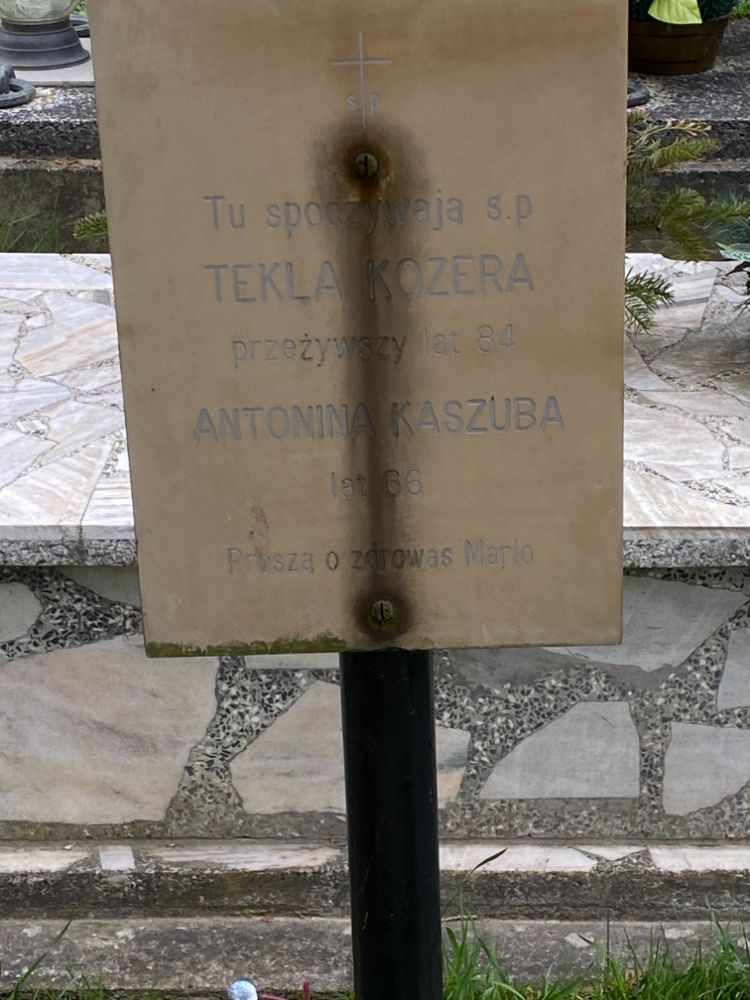 s p
Tu spoczywają s.p
TEKLA KOZERA
przeżywszy lat 84
ANTONINA KASZUBA
lat 66
Proszą o zdrowaś Mario